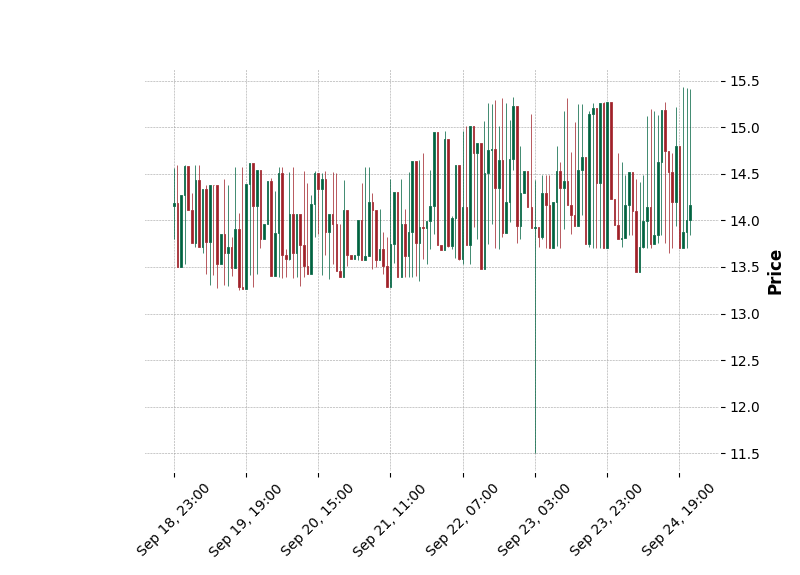 15.5
15.0
14.5
14.0
13.5
13.0
12.5
12.0
11.5
Price
Sep 18, 23:00
Sep 19, 19:00
Sep 20, 15:00
Sep 21, 11:00
Sep 22, 07:00
Sep 23, 03:00
Sep 23, 23:00
Sep 24, 19:00